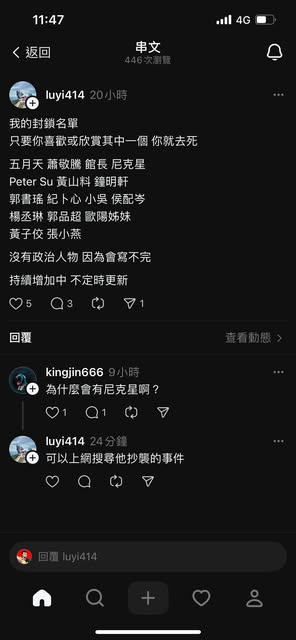 11:47
4G
返回
串文
446次瀏覽
luyi414 20小時
我的封鎖名單
只要你喜歡或欣賞其中一個 你就去死
五月天 蕭敬騰 館長 尼克星
Peter Su 黃山料 鐘明軒
郭書瑤 紀卜心 小吳 侯配岑
楊丞琳 郭品超 歐陽姊妹
黃子佼 張小燕
沒有政治人物 因為會寫不完
持續增加中 不定時更新
5 3 1
回覆
查看動態
kingjin666 9小時
為什麼會有尼克星啊？
1 1
luyi414 24分鐘
可以上網搜尋他抄襲的事件
回覆 luyi414